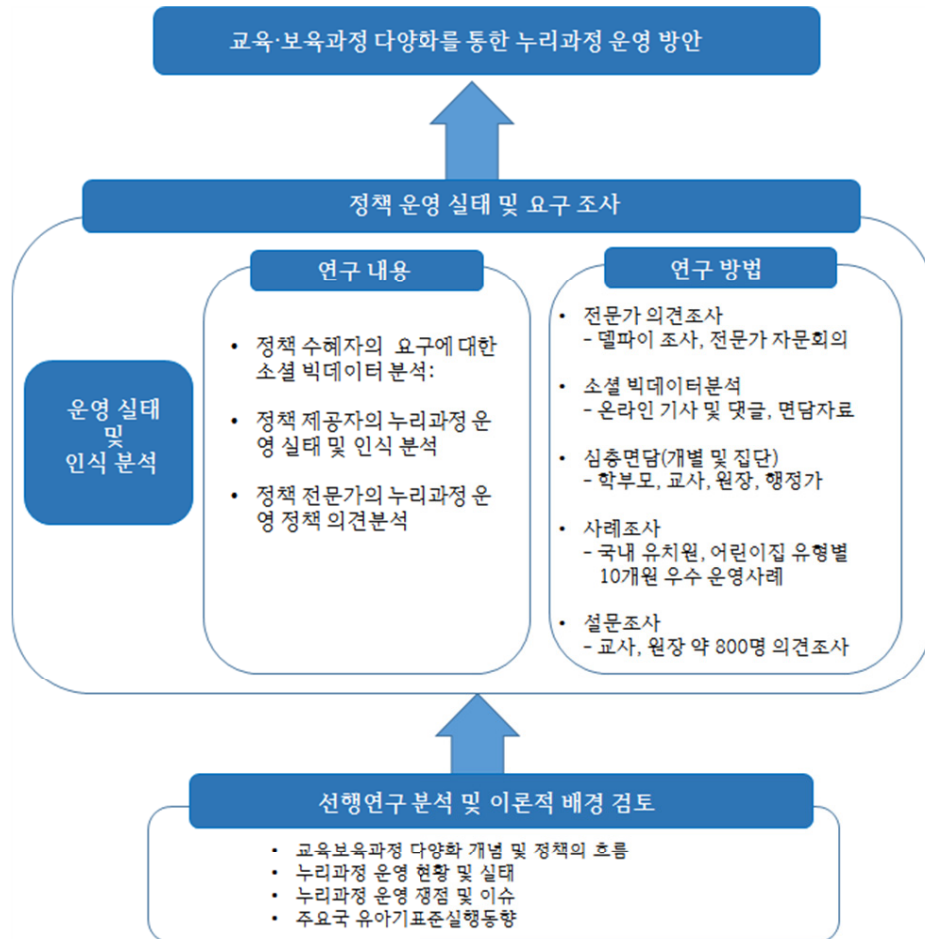 교육·보육과정 다양화를 통한 누리과정 운영 방안
정책 운영 실태 및 요구 조사
운영 실태
및
인식 분석
연구 내용
• 정책 수혜자의 요구에 대한
소셜 빅데이터 분석:
• 정책 제공자의 누리과정 운
영 실태 및 인식 분석
• 정책 전문가의 누리과정 운
영 정책 의견분석
연구 방법
• 전문가 의견조사
– 델파이 조사, 전문가 자문회의
• 소셜 빅데이터분석
– 온라인 기사 및 댓글, 면담자료
• 심층면담(개별 및 집단)
– 학부모, 교사, 원장, 행정가
• 사례조사
– 국내 유치원, 어린이집 유형별
10개원 우수 운영사례
• 설문조사
– 교사, 원장 약 800명 의견조사
선행연구 분석 및 이론적 배경 검토
• 교육보육과정 다양화 개념 및 정책의 흐름
• 누리과정 운영 현황 및 실태
• 누리과정 운영 쟁점 및 이슈
• 주요국 유아기표준실행동향